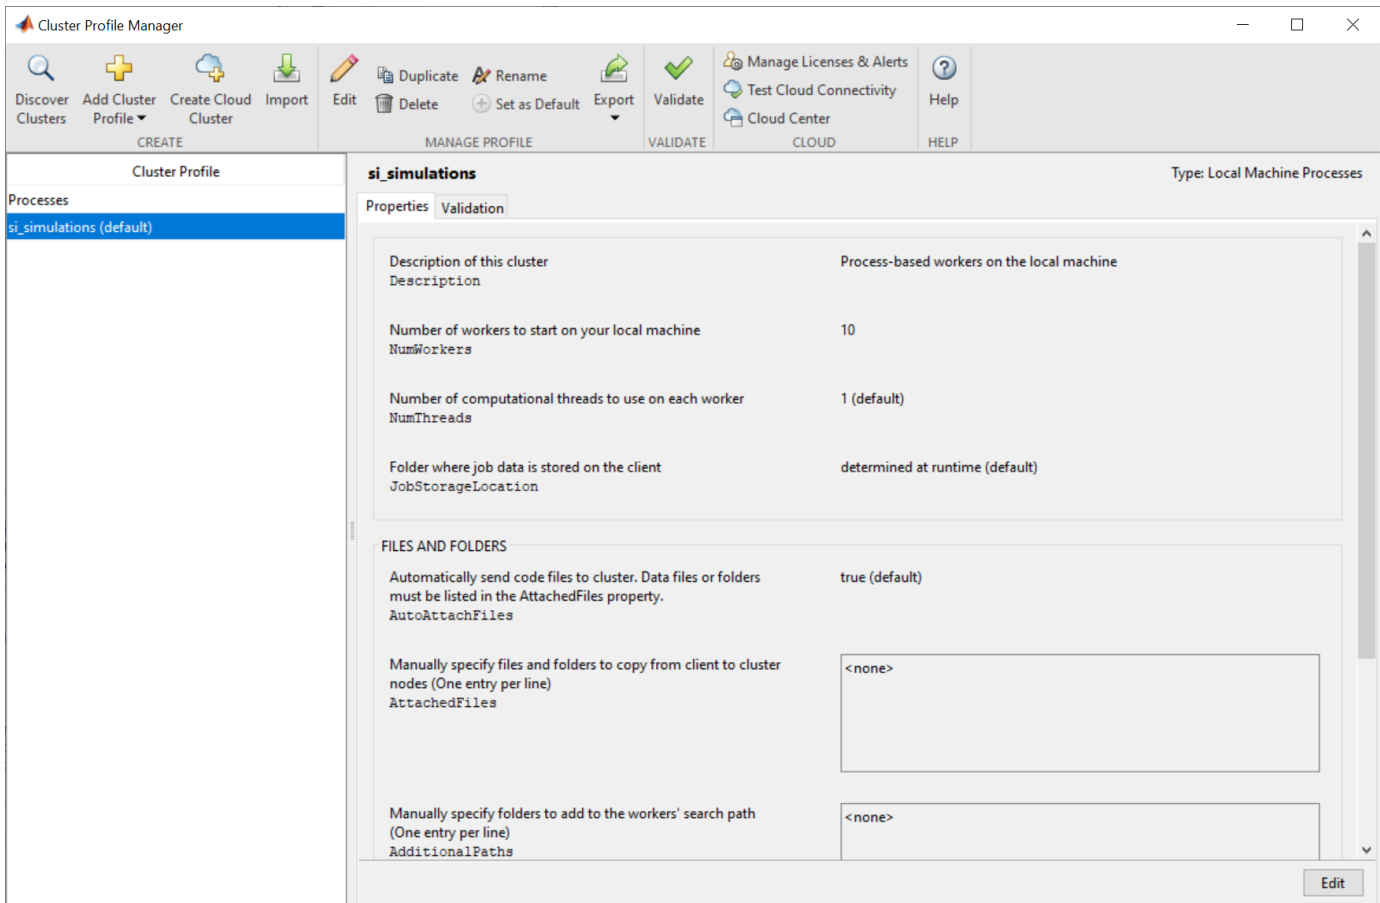 Cluster Profile Manager
Discover Clusters
Add Cluster Profile
Create Cloud Cluster
Import
CREATE
Edit
Duplicate
Delete
Rename
Set as Default
Export
MANAGE PROFILE
Validate
VALIDATE
Manage Licenses & Alerts
Test Cloud Connectivity
Cloud Center
CLOUD
Help
HELP
Cluster Profile
Processes
si_simulations (default)
si_simulations
Type: Local Machine Processes
Properties
Validation
Description of this cluster
Description
Process-based workers on the local machine
Number of workers to start on your local machine
NumWorkers
10
Number of computational threads to use on each worker
NumThreads
1 (default)
Folder where job data is stored on the client
JobStorageLocation
determined at runtime (default)
FILES AND FOLDERS
Automatically send code files to cluster. Data files or folders
must be listed in the AttachedFiles property.
AutoAttachFiles
true (default)
Manually specify files and folders to copy from client to cluster
nodes (One entry per line)
AttachedFiles
<none>
Manually specify folders to add to the workers' search path
(One entry per line)
AdditionalPaths
<none>
Edit